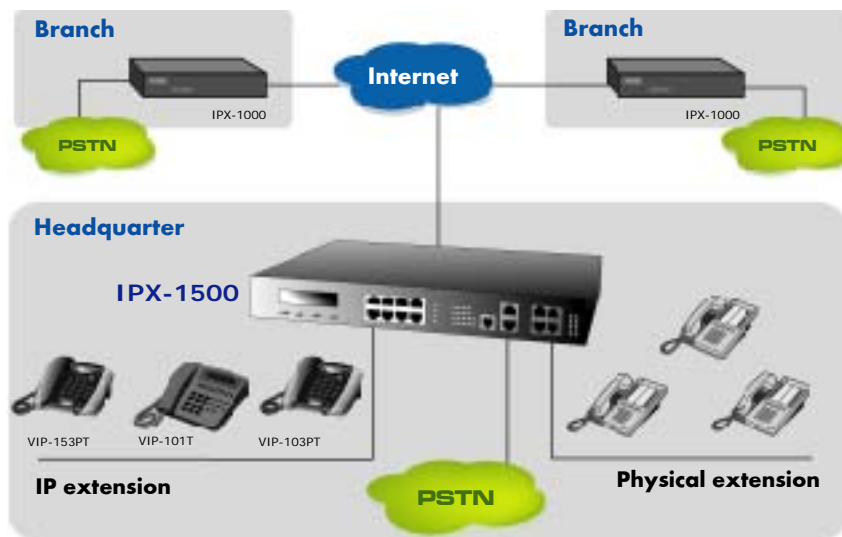 Branch
Branch
Internet
IPX-1000
IPX-1000
PSTN
PSTN
Headquarter
IPX-1500
VIP-153PT
VIP-101T
VIP-103PT
IP extension
PSTN
Physical extension